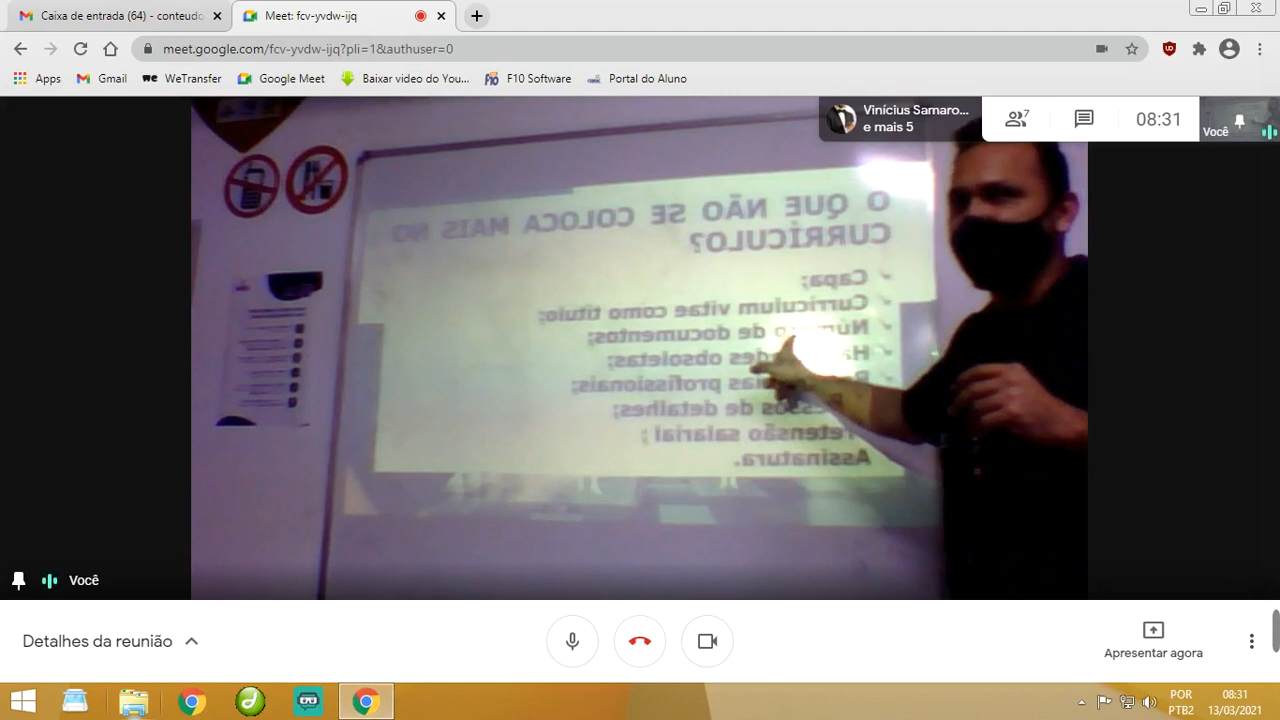 Caixa de entrada (64) - conteudo
Meet: fcv-yvdw-ijq
meet.google.com/fcv-yvdw-ijq?pli=1&authuser=0
Apps
Gmail
WeTransfer
Google Meet
Baixar video do You...
F10 Software
Portal do Aluno
Vinícius Samaro...
e mais 5
7
08:31
Você
O QUE NÃO SE COLOCA MAIS NO
CURRÍCULO?
Capa;
Curriculum vitae como título;
de documentos;
obsoletas;
profissionais;
de detalhes;
Pretensão salarial;
Assinatura.
Você
Detalhes da reunião
Apresentar agora
POR
PTB2
08:31
13/03/2021